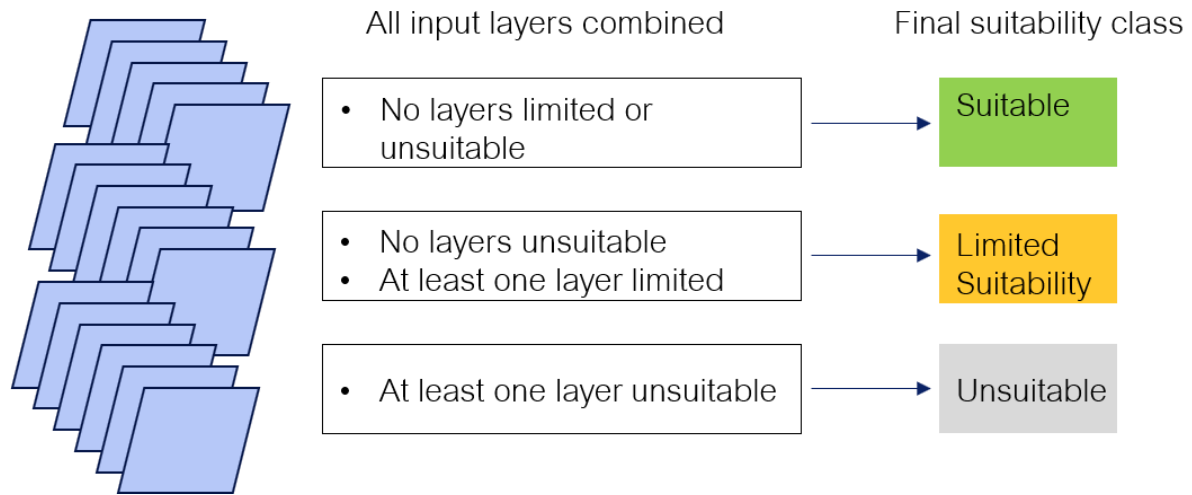 All input layers combined
Final suitability class
• No layers limited or
unsuitable
Suitable
• No layers unsuitable
• At least one layer limited
Limited
Suitability
• At least one layer unsuitable
Unsuitable